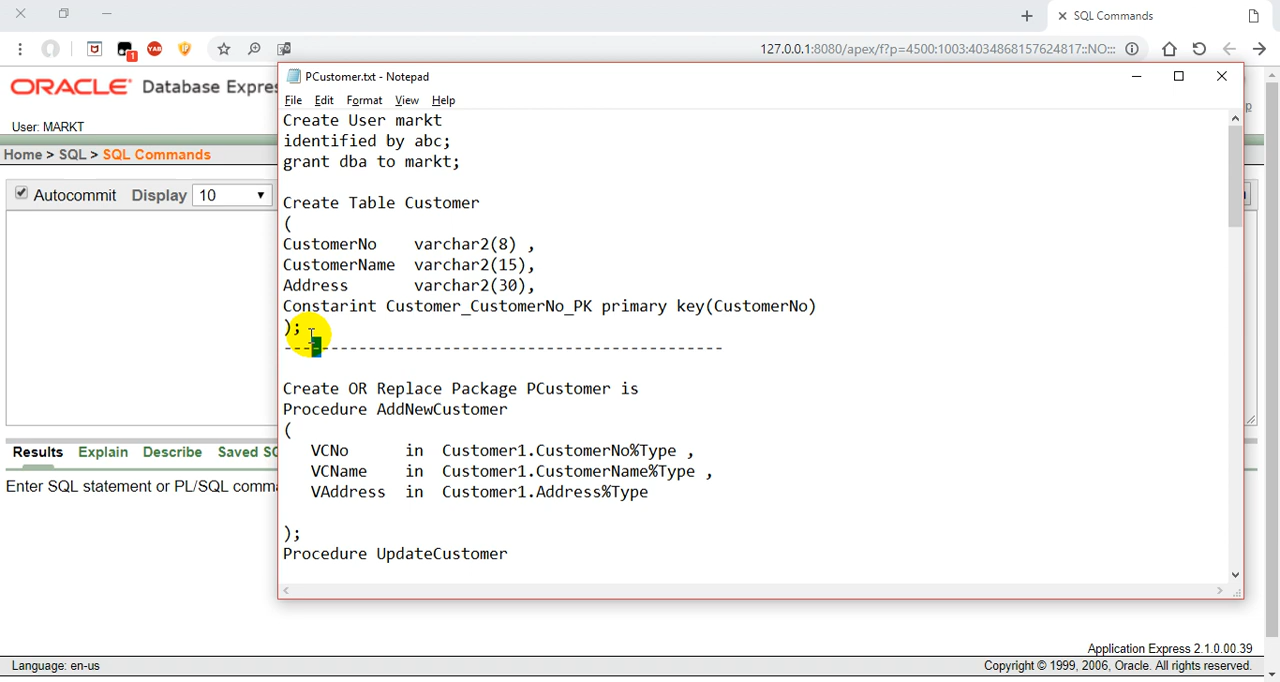 SQL Commands
127.0.0.1:8080/apex/f?p=4500:1003:4034868157624817::NO:::
ORACLE Database Expres
User: MARKT
Home > SQL > SQL Commands
Autocommit Display 10
Results Explain Describe Saved SQ
Enter SQL statement or PL/SQL comma
PCustomer.txt - Notepad
File Edit Format View Help
Create User markt
identified by abc;
grant dba to markt;
Create Table Customer
(
CustomerNo varchar2(8) ,
CustomerName varchar2(15),
Address varchar2(30),
Constarint Customer_CustomerNo_PK primary key(CustomerNo)
);
-----------------------------------------------
Create OR Replace Package PCustomer is
Procedure AddNewCustomer
(
VCNo in Customer1.CustomerNo%Type ,
VCName in Customer1.CustomerName%Type ,
VAddress in Customer1.Address%Type
);
Procedure UpdateCustomer
Application Express 2.1.0.00.39
Language: en-us
Copyright © 1999, 2006, Oracle. All rights reserved.